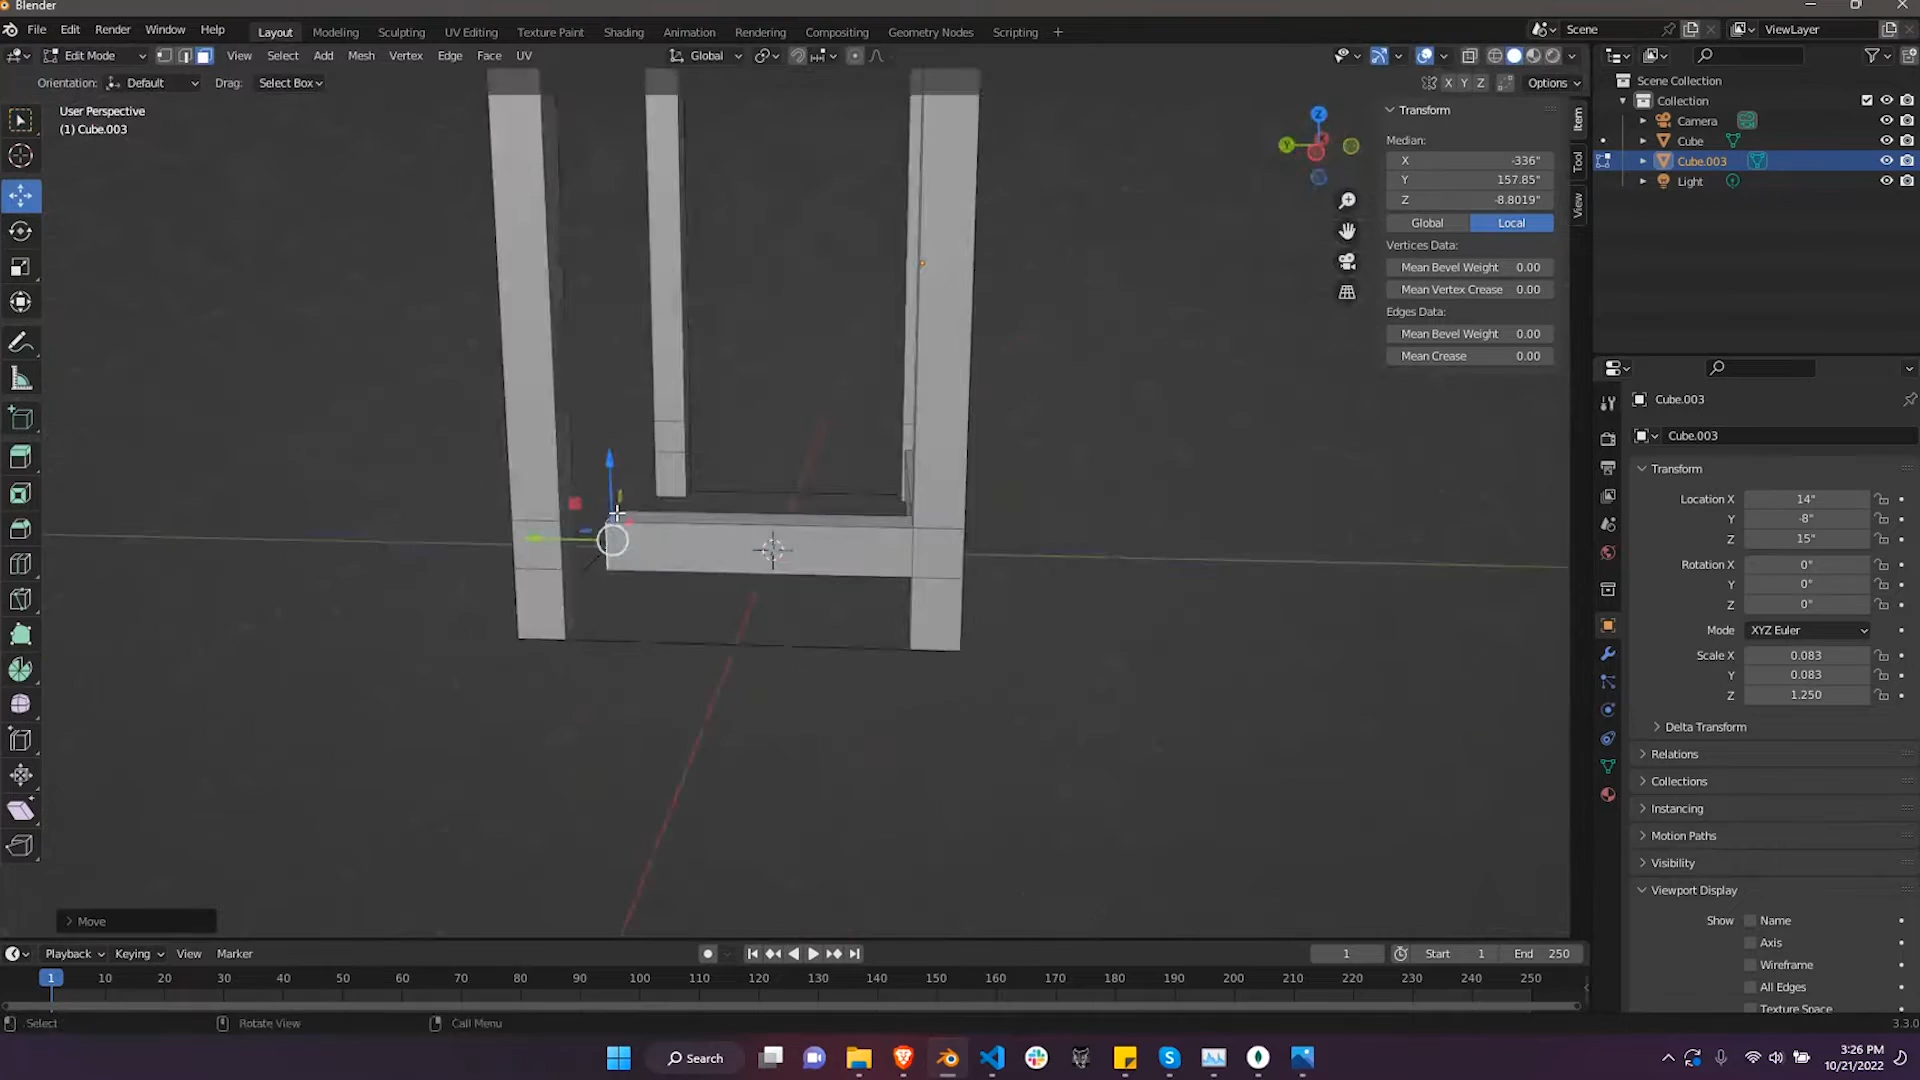 Blender
File Edit Render Window Help
Layout Modeling Sculpting UV Editing Texture Paint Shading Animation Rendering Compositing Geometry Nodes Scripting +
Scene
ViewLayer
Edit Mode
View Select Add Mesh Vertex Edge Face UV
Global
Orientation: Default Drag: Select Box
X Y Z
Options
User Perspective
(1) Cube.003
Z
Y
Transform
Median:
X -336"
Y 157.85"
Z -8.8019"
Global Local
Vertices Data:
Mean Bevel Weight 0.00
Mean Vertex Crease 0.00
Edges Data:
Mean Bevel Weight 0.00
Mean Crease 0.00
Item
Tool
View
Scene Collection
Collection
Camera
Cube
Cube.003
Light
Cube.003
Cube.003
Transform
Location X 14"
Y -8"
Z 15"
Rotation X 0°
Y 0°
Z 0°
Mode XYZ Euler
Scale X 0.083
Y 0.083
Z 1.250
Delta Transform
Relations
Collections
Instancing
Motion Paths
Visibility
Viewport Display
Show Name
Axis
Wireframe
All Edges
Texture Space
Move
Playback Keying View Marker
1
Start 1
End 250
1 10 20 30 40 50 60 70 80 90 100 110 120 130 140 150 160 170 180 190 200 210 220 230 240 250
Select
Rotate View
Call Menu
3.3.0
Search
3:26 PM
10/21/2022